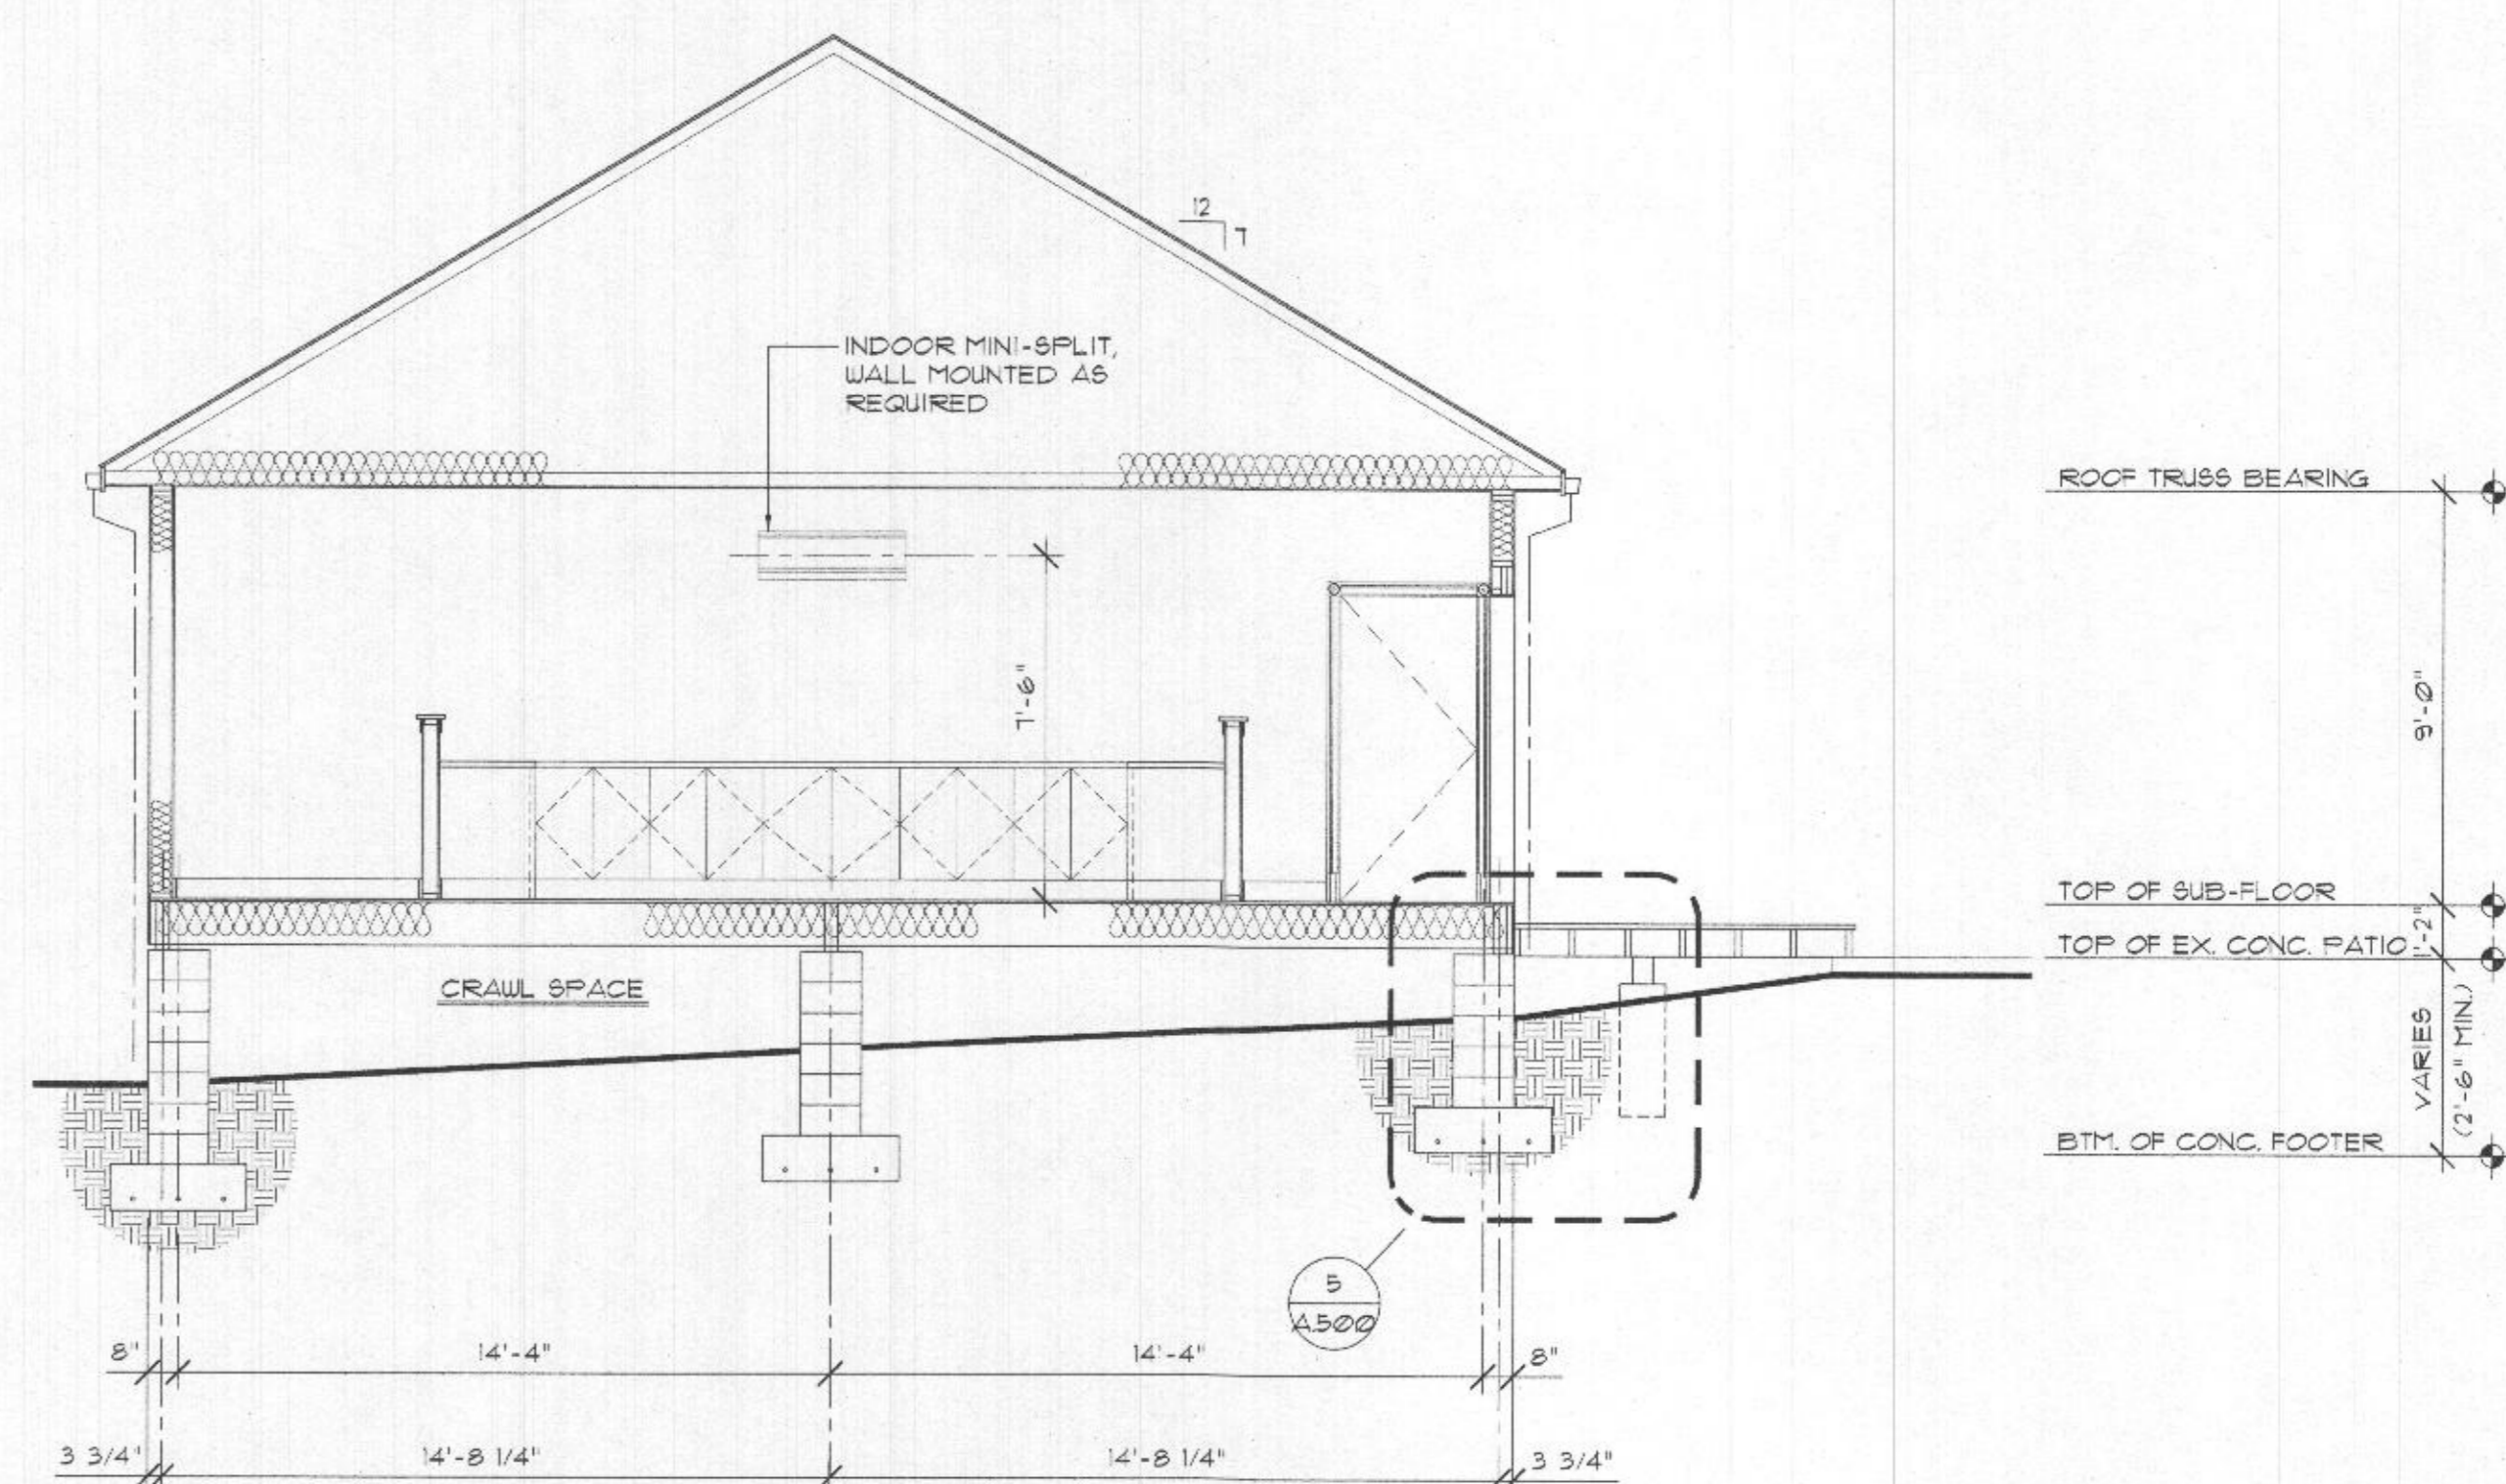 12
7
INDOOR MINI-SPLIT,
WALL MOUNTED AS
REQUIRED
ROOF TRUSS BEARING
9'-0"
7'-6"
TOP OF SUB-FLOOR
1'-2"
TOP OF EX. CONC. PATIO
CRAWL SPACE
VARIES
(2'-6" MIN.)
BTM. OF CONC. FOOTER
5
A.500
8"
14'-4"
14'-4"
8"
3 3/4"
14'-8 1/4"
14'-8 1/4"
3 3/4"